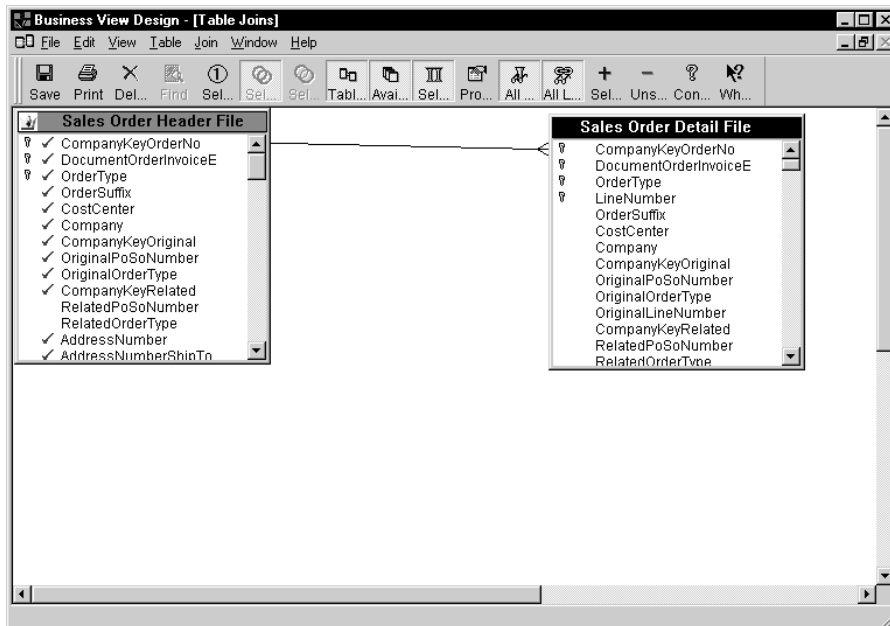 Business View Design - [Table Joins]
File Edit View Table Join Window Help
Save Print Del... Find Sel... Sel... Sel... Tabl... Avai... Sel... Pro... All ... All L... Sel... Uns... Con... Wh...
Sales Order Header File
CompanyKeyOrderNo
DocumentOrderInvoiceE
OrderType
OrderSuffix
CostCenter
Company
CompanyKeyOriginal
OriginalPoSoNumber
OriginalOrderType
CompanyKeyRelated
RelatedPoSoNumber
RelatedOrderType
AddressNumber
AddressNumberShipTo
Sales Order Detail File
CompanyKeyOrderNo
DocumentOrderInvoiceE
OrderType
LineNumber
OrderSuffix
CostCenter
Company
CompanyKeyOriginal
OriginalPoSoNumber
OriginalOrderType
OriginalLineNumber
CompanyKeyRelated
RelatedPoSoNumber
RelatedOrderType